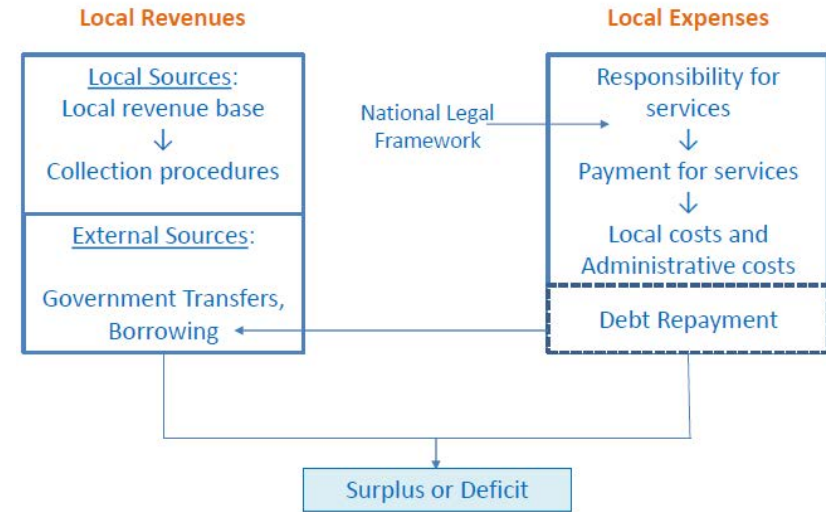 Local Revenues
Local Sources:
Local revenue base
↓
Collection procedures
External Sources:
Government Transfers,
Borrowing
National Legal
Framework
Local Expenses
Responsibility for
services
↓
Payment for services
↓
Local costs and
Administrative costs
Debt Repayment
Surplus or Deficit